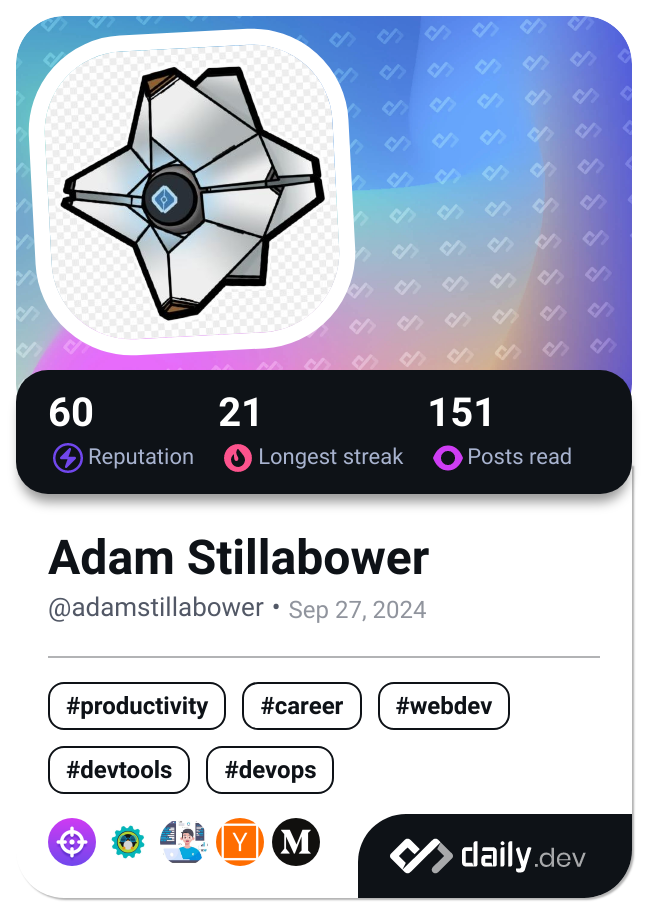 60 21 151
Reputation Longest streak Posts read
Adam Stillabower
@adamstillabower • Sep 27, 2024
#productivity #career #webdev
#devtools #devops
Y M
daily.dev